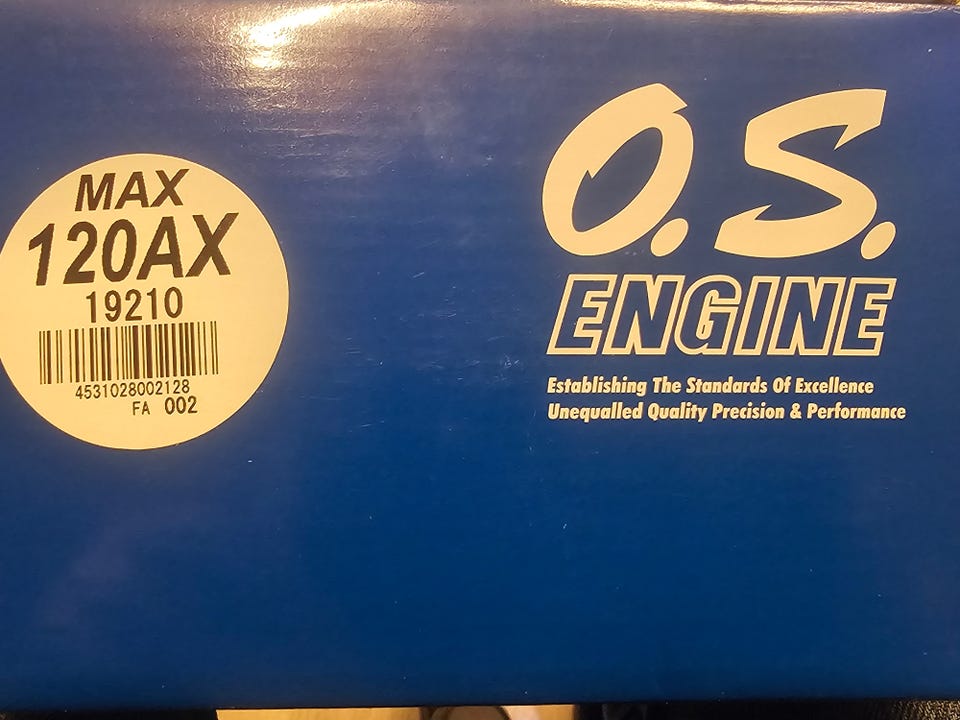 MAX
120AX
19210
4531028002128
FA 002
O.S.
ENGINE
Establishing The Standards Of Excellence
Unequalled Quality Precision & Performance